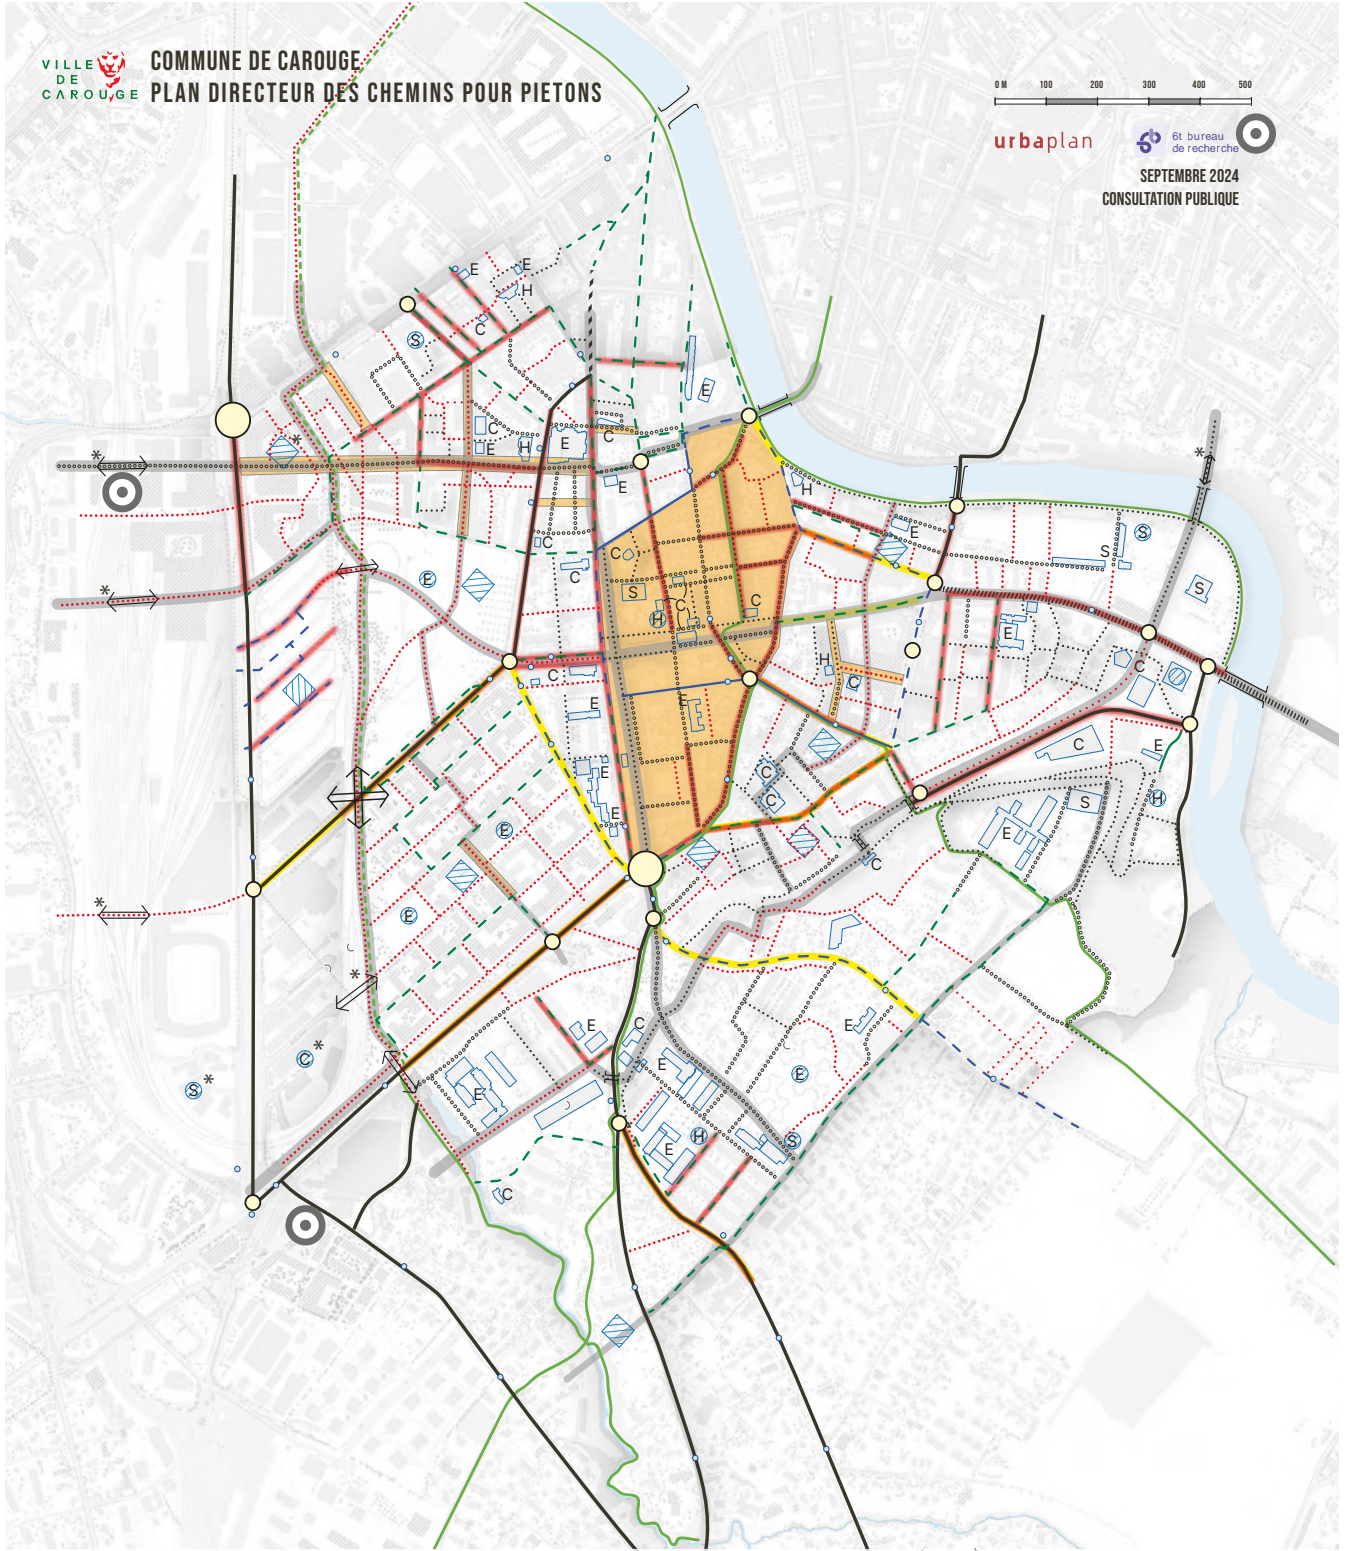 VILLE
DE
CAROUGE
COMMUNE DE CAROUGE
PLAN DIRECTEUR DES CHEMINS POUR PIETONS
0 M 100 200 300 400 500
urbaplan
6t bureau
de recherche
SEPTEMBRE 2024
CONSULTATION PUBLIQUE
E
E
H
C
S
E
*
C
E
H
E
C
*
E
H
*
C
E
S
C
C
E
S
*
E
S
C
C
H
S
E
H
C
C
C
E
E
C
E
E
C
C
E
E
S
H
E
C
*
E
*
E
C
*
C
E
E
E
*
S
E
H
E
S
C